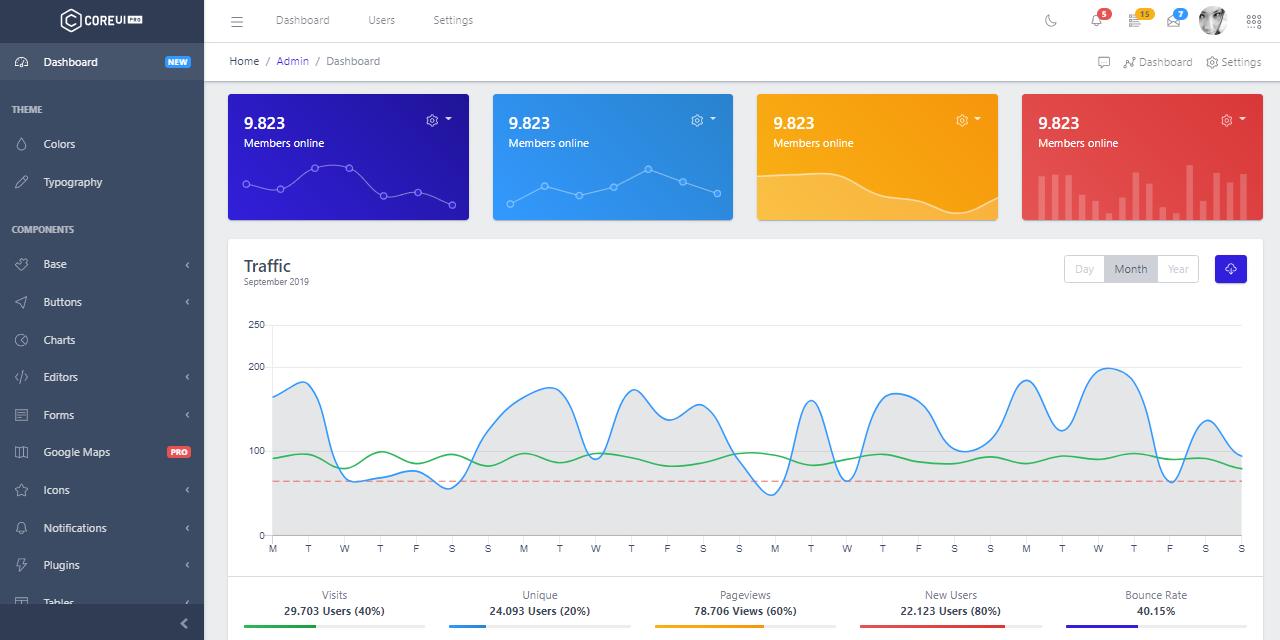 COREUI PRO
Dashboard Users Settings
5 15 7
Dashboard NEW
Home / Admin / Dashboard
Dashboard Settings
THEME
Colors
Typography
COMPONENTS
Base
Buttons
Charts
Editors
Forms
Google Maps PRO
Icons
Notifications
Plugins
Tables
9.823
Members online
9.823
Members online
9.823
Members online
9.823
Members online
Traffic
September 2019
Day Month Year
250
200
100
0
M T W T F S S M T W T F S S M T W T F S S M T W T F S S
Visits
29.703 Users (40%)
Unique
24.093 Users (20%)
Pageviews
78.706 Views (60%)
New Users
22.123 Users (80%)
Bounce Rate
40.15%